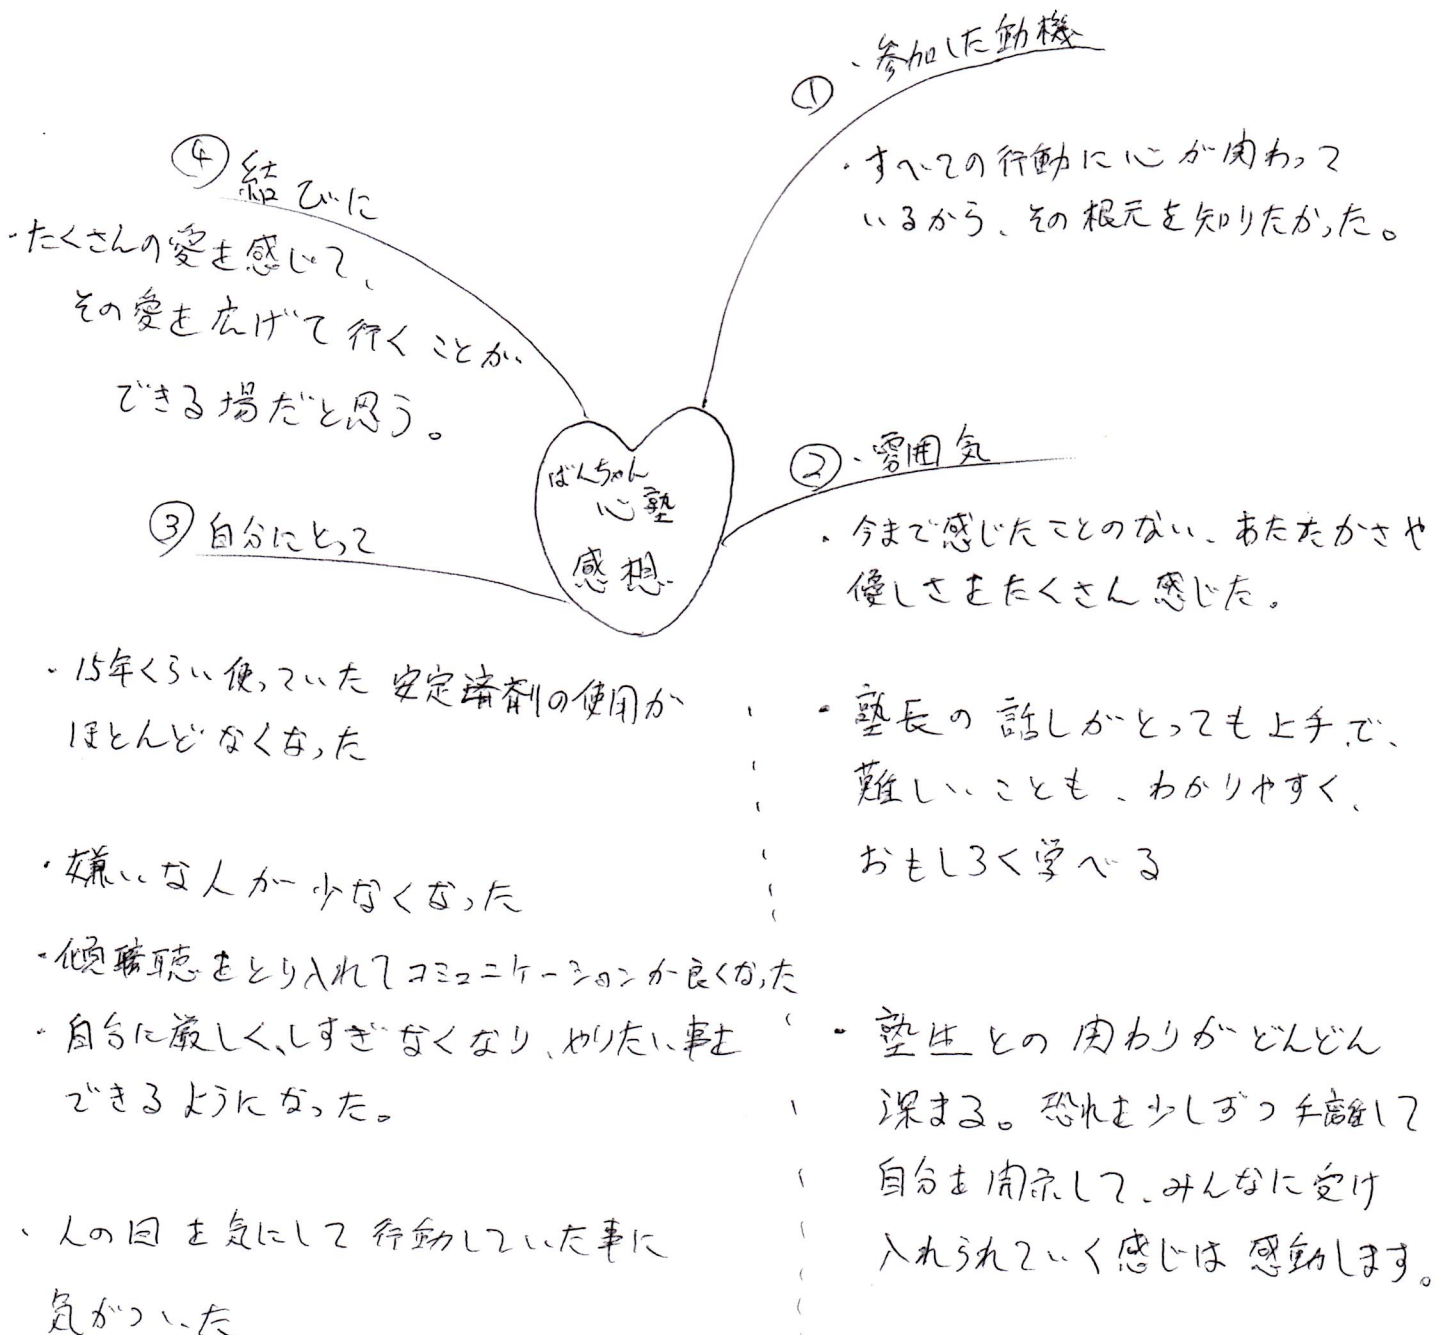 ばんちゃん
心塾
感想
①・参加した動機
・すべての行動に心が関わって
いるから、その根元を知りたかった。
②・雰囲気
・今まで感じたことのない、あたたかさや
優しさをたくさん感じた。
・塾長の話しがとっても上手で、
難しいことも、わかりやすく、
おもしろく学べる
・塾生との関わりがどんどん
深まる。恐れを少しずつ手離して
自分を開示して、みんなに受け
入れられていく感じは感動します。
③自分にとって
・15年くらい使っていた安定剤の使用が
ほとんどなくなった
・嫌いな人が少なくなった
・傾聴をとり入れてコミュニケーションが良くなった
・自分に厳しく、しすぎなくなり、やりたい事を
できるようになった。
・人の目を気にして行動していた事に
気がついた
④結びに
・たくさんの愛を感じて、
その愛を広げて行くことが
できる場だと思う。